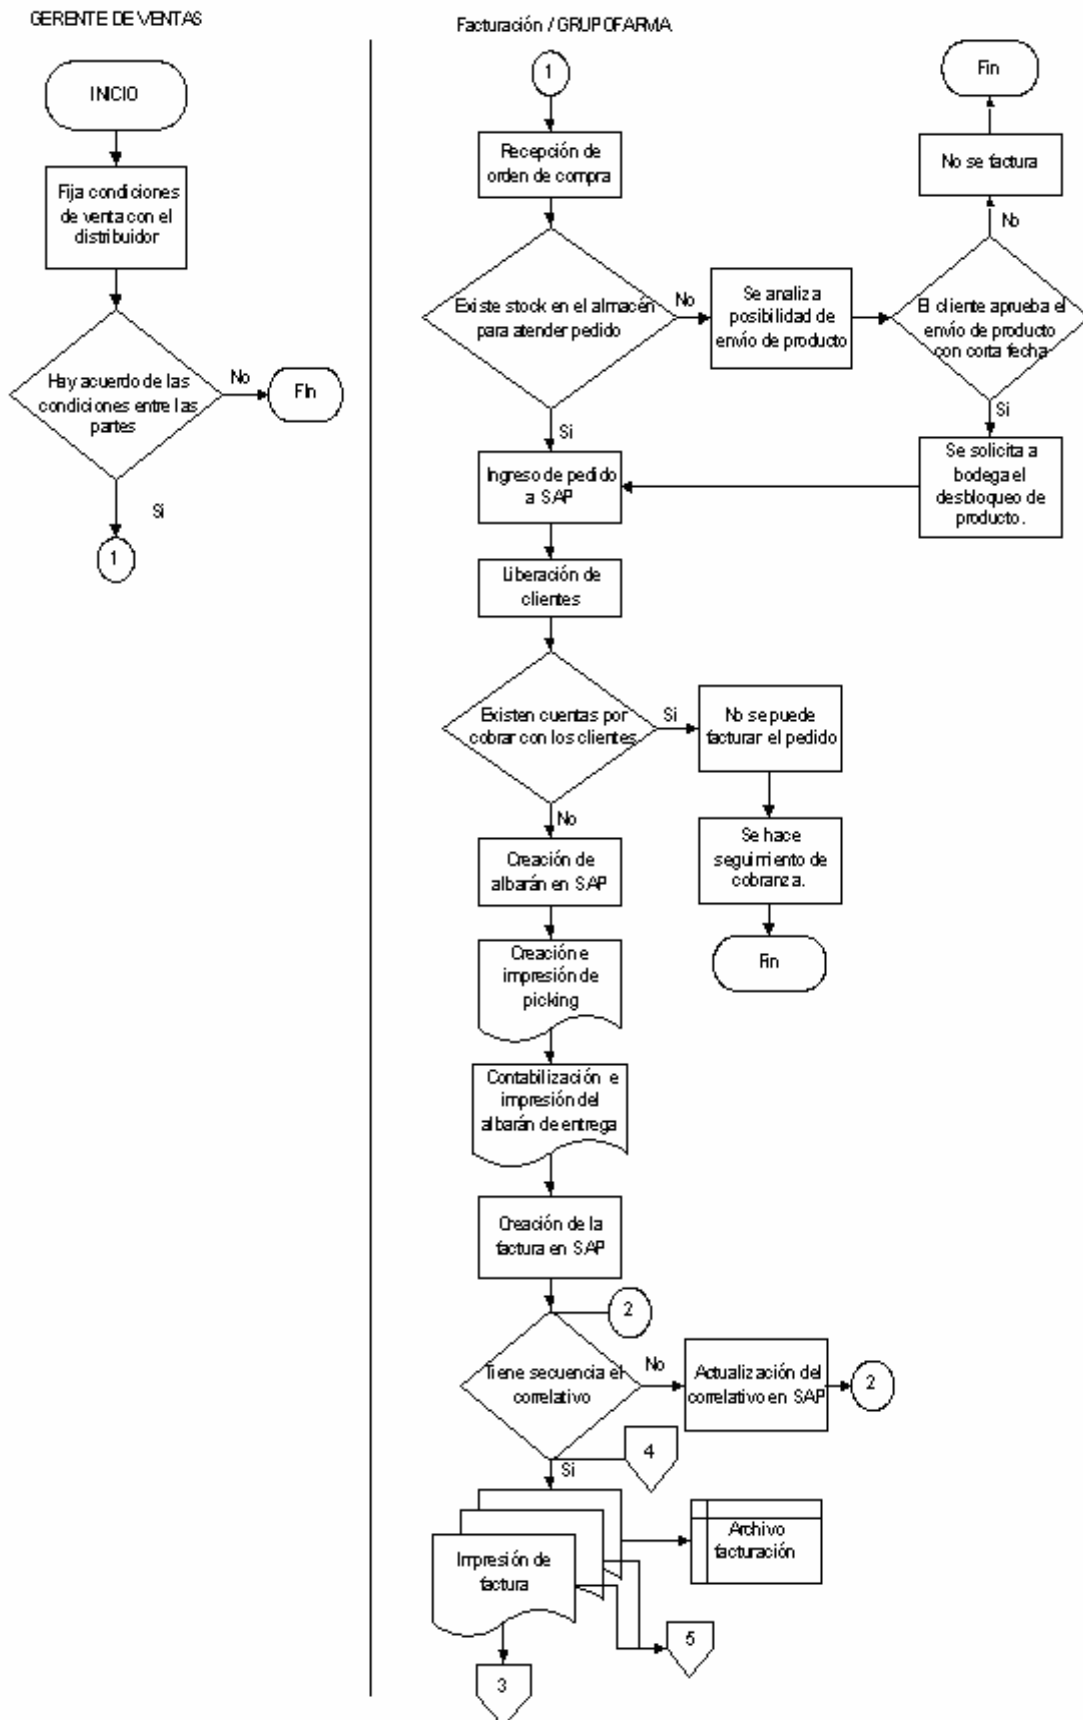 GERENTE DE VENTAS
INICIO
Fija condiciones
de venta con el
distribuidor
Hay acuerdo de las
condiciones entre las
partes
No
Fin
Si
1
Facturación / GRUPOFARMA
1
Recepción de
orden de compra
Existe stock en el almacén
para atender pedido
No
Se analiza
posibilidad de
envío de producto
El cliente aprueba el
envío de producto
con corta fecha
No
No se factura
Fin
Si
Se solicita a
bodega el
desbloqueo de
producto.
Si
Ingreso de pedido
a SAP
Liberación de
clientes
Existen cuentas por
cobrar con los clientes
Si
No se puede
facturar el pedido
Se hace
seguimiento de
cobranza.
Fin
No
Creación de
albarán en SAP
Creación e
impresión de
picking
Contabilización e
impresión del
albarán de entrega
Creación de la
factura en SAP
2
Tiene secuencia el
correlativo
No
Actualización del
correlativo en SAP
2
4
Si
Impresión de
factura
Archivo
facturación
5
3